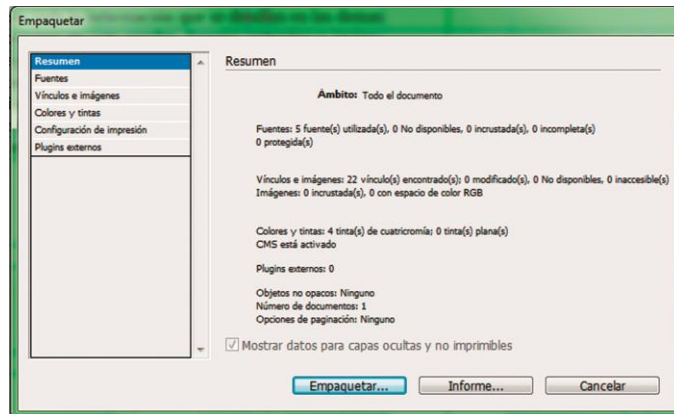 Empaquetar
Resumen
Fuentes
Vínculos e imágenes
Colores y tintas
Configuración de impresión
Plugins externos
Resumen
Ámbito: Todo el documento
Fuentes: 5 fuente(s) utilizada(s), 0 No disponibles, 0 incrustada(s), 0 incompleta(s)
0 protegida(s)
Vínculos e imágenes: 22 vínculo(s) encontrado(s); 0 modificado(s), 0 No disponibles, 0 inaccesible(s)
Imágenes: 0 incrustada(s), 0 con espacio de color RGB
Colores y tintas: 4 tinta(s) de cuatricromía; 0 tinta(s) plana(s)
CMS está activado
Plugins externos: 0
Objetos no opacos: Ninguno
Número de documentos: 1
Opciones de paginación: Ninguno
Mostrar datos para capas ocultas y no imprimibles
Empaquetar... Informe... Cancelar